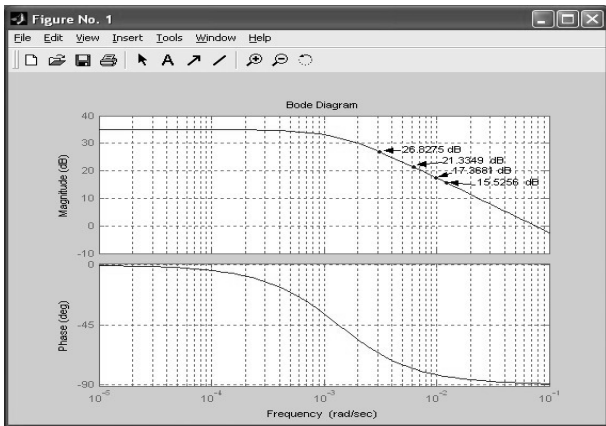 Figure No. 1
File Edit View Insert Tools Window Help
A
Bode Diagram
Magnitude (dB)
40
30
20
10
0
-10
26.8275 dB
21.3349 dB
17.3681 dB
15.5256 dB
Phase (deg)
0
-45
-90
10^-5 10^-4 10^-3 10^-2 10^-1
Frequency (rad/sec)